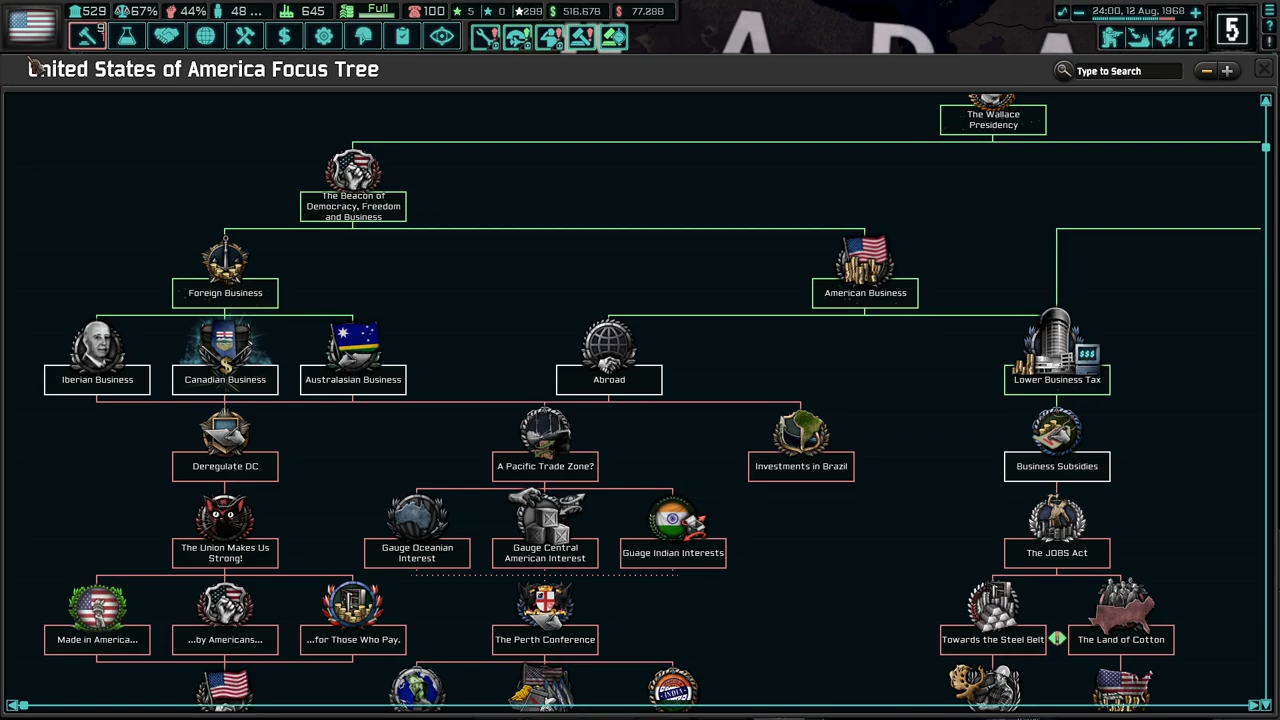 529 67% 44% 48 ... 645 Full 100 5 0 299 $ 516.67B $ 77.28B
24:00, 12 Aug, 1968
5
9
United States of America Focus Tree
Type to Search
The Wallace
Presidency
The Beacon of
Democracy, Freedom
and Business
Foreign Business
American Business
$$$
Iberian Business
Canadian Business
Australasian Business
Abroad
Lower Business Tax
Deregulate DC
A Pacific Trade Zone?
Investments in Brazil
Business Subsidies
The Union Makes Us
Strong!
Gauge Oceanian
Interest
Gauge Central
American Interest
Guage Indian Interests
The JOBS Act
Made in America...
...by Americans...
...for Those Who Pay.
The Perth Conference
Towards the Steel Belt
The Land of Cotton
INDIA